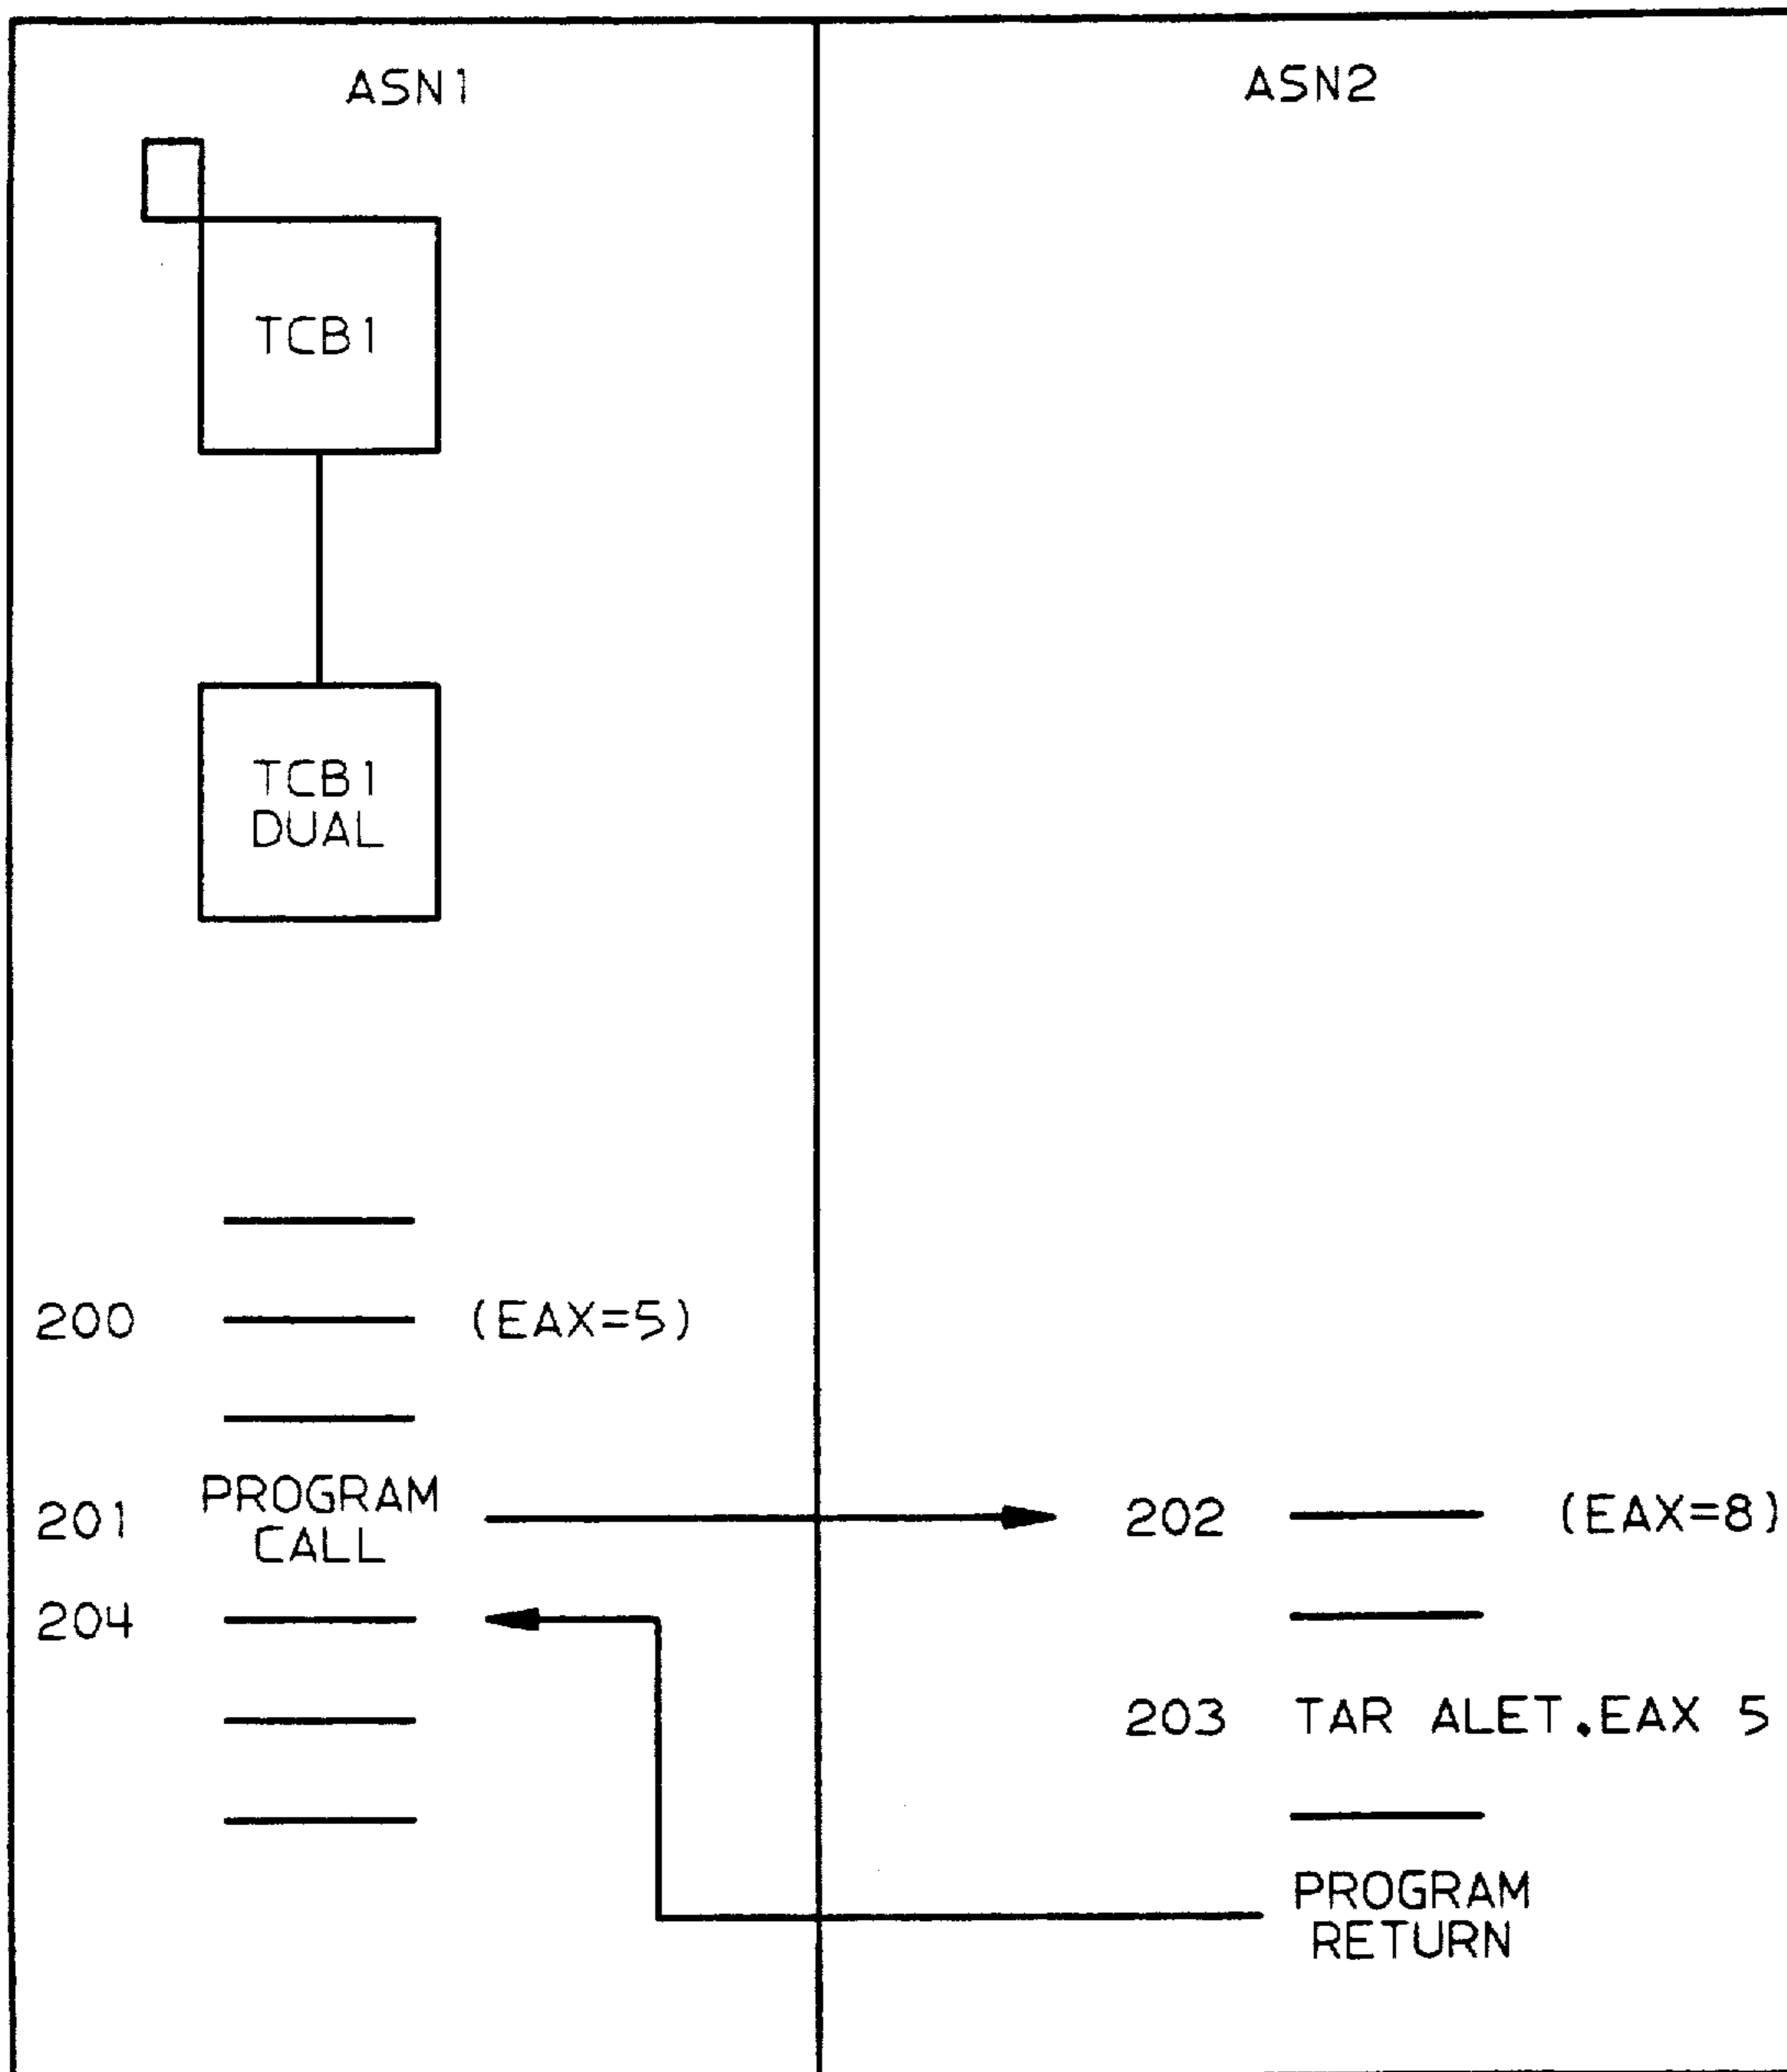 ASN1
ASN2
TCB1
TCB1
DUAL
200 (EAX=5)
201 PROGRAM
CALL
202 (EAX=8)
204
203 TAR ALET.EAX 5
PROGRAM
RETURN